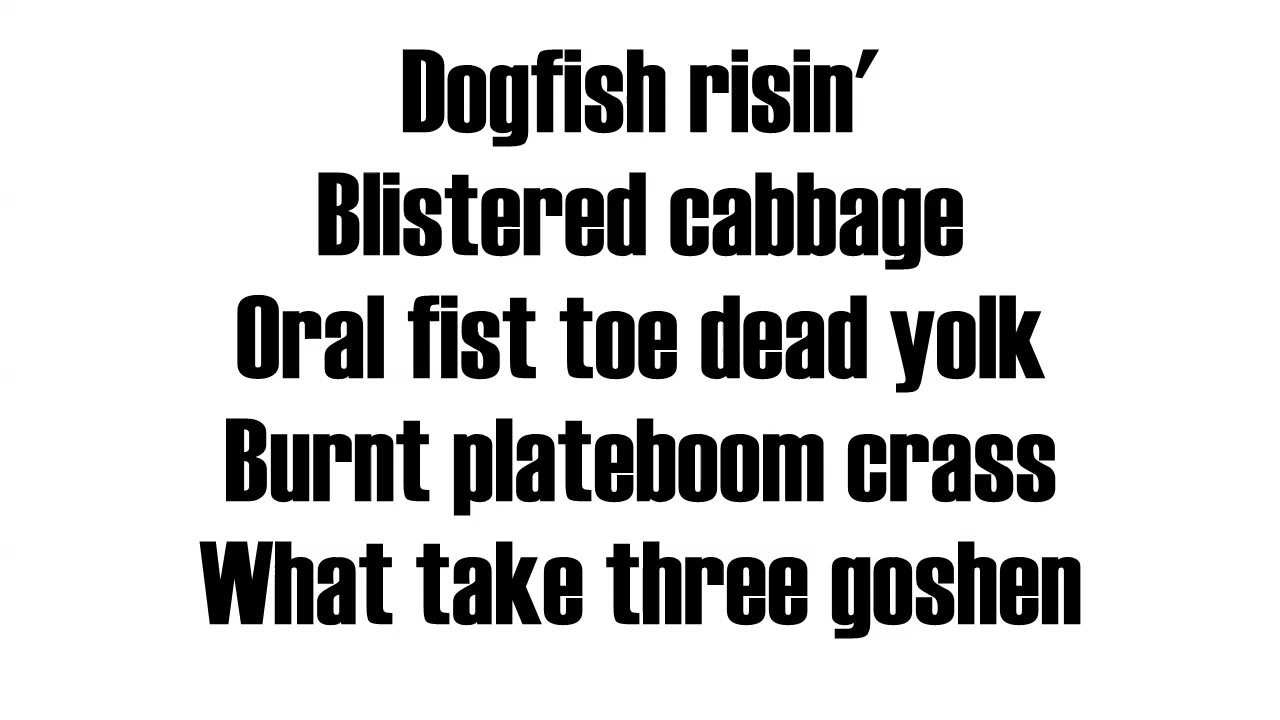 Dogfish risin'
Blistered cabbage
Oral fist toe dead yolk
Burnt plateboom crass
What take three goshen